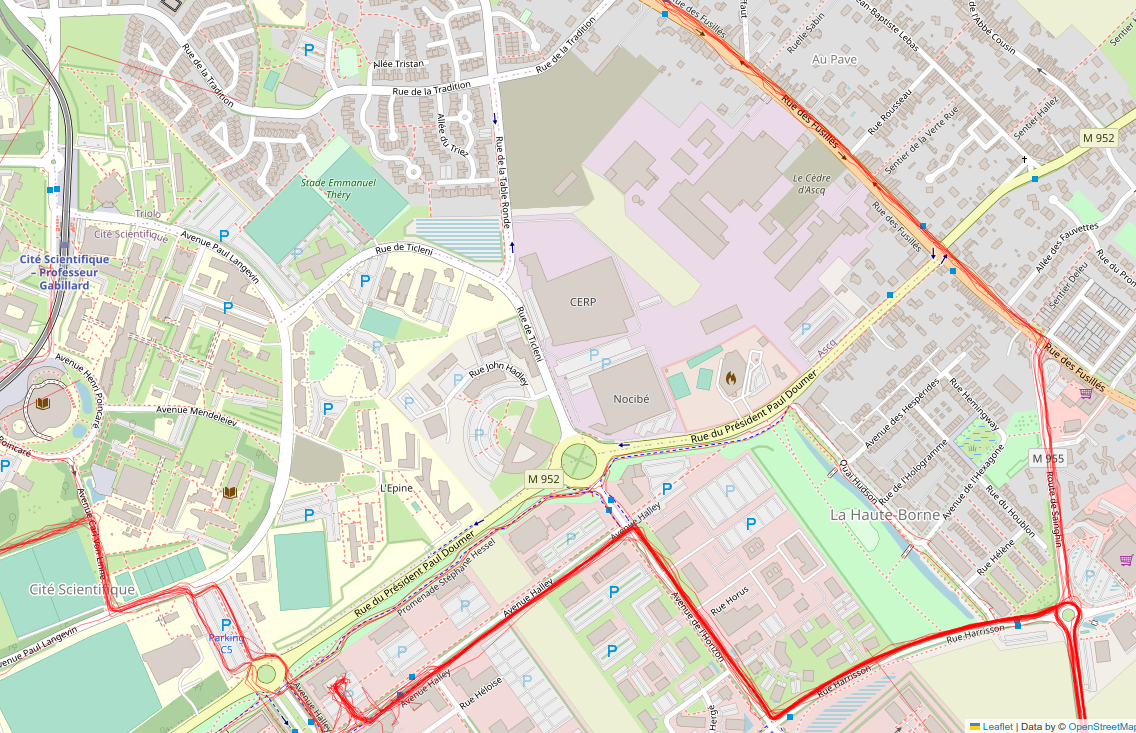 Rue des Fusillés
Ruelle Sabin
Jean-Baptiste Lebas
de l'Abbé Cousin
Sentier
Au Pavé
Rue de la Tradition
Rue de la Tradition
Allée Tristan
Rue de la Tradition
Allée du Triez
Rue de la Table Ronde
Rue des Fusillés
Rue Rousseau
Sentier de la Verte Rue
Sentier Hallez
M 952
Stade Emmanuel
Théry
Le Cèdre
d'Ascq
Rue des Fusillés
Triolo
Cité Scientifique
Avenue Paul Langevin
Cité Scientifique
– Professeur
Gabillard
Rue de Ticleni
Allée des Fauvettes
Sentier Deleu
Rue du Pron
CERP
Rue de Ticleni
Ascq
Rue des Fusillés
Rue John Hadley
Nocibé
Rue du Président Paul Doumer
Avenue Henri Poincaré
Avenue Mendeleïev
Poincaré
Avenue des Hespérides
Rue Hemingway
Rue de l'Hologramme
Avenue de l'Hexagone
Quai Hudson
M 955
Route de Sainghin
L'Epine
M 952
Avenue Carl von Linné
Rue du Président Paul Doumer
Promenade Stéphane Hessel
Avenue Halley
La Haute-Borne
Rue du Houblon
Rue Hélène
Cité Scientifique
Avenue Halley
Avenue de l'Horizon
Rue Horus
Avenue Paul Langevin
Parking
C5
Rue Harrisson
Rue Harrisson
Avenue Halley
Avenue Halley
Rue Héloïse
Hergé
Leaflet | Data by © OpenStreetMap